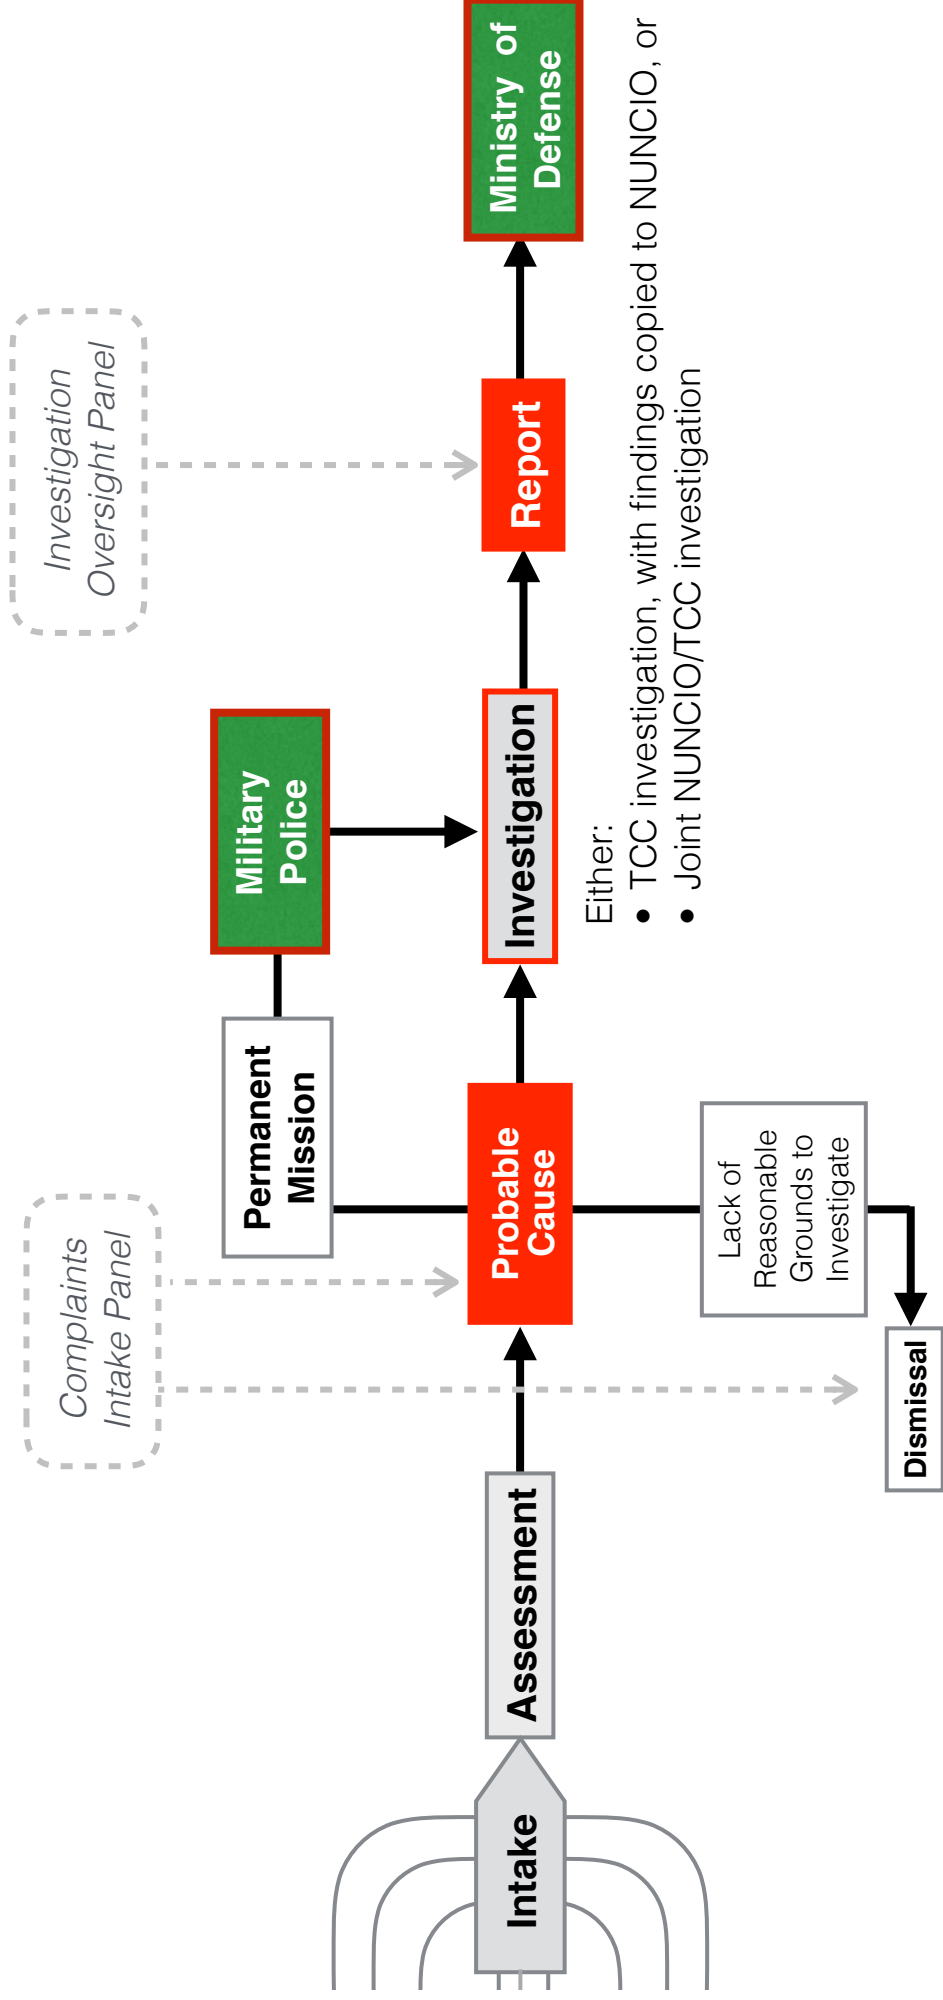 Complaints
Intake Panel
Investigation
Oversight Panel
Permanent
Mission
Military
Police
Intake
Assessment
Probable
Cause
Investigation
Report
Ministry of
Defense
Either:
• TCC investigation, with findings copied to NUNCIO, or
• Joint NUNCIO/TCC investigation
Lack of
Reasonable
Grounds to
Investigate
Dismissal